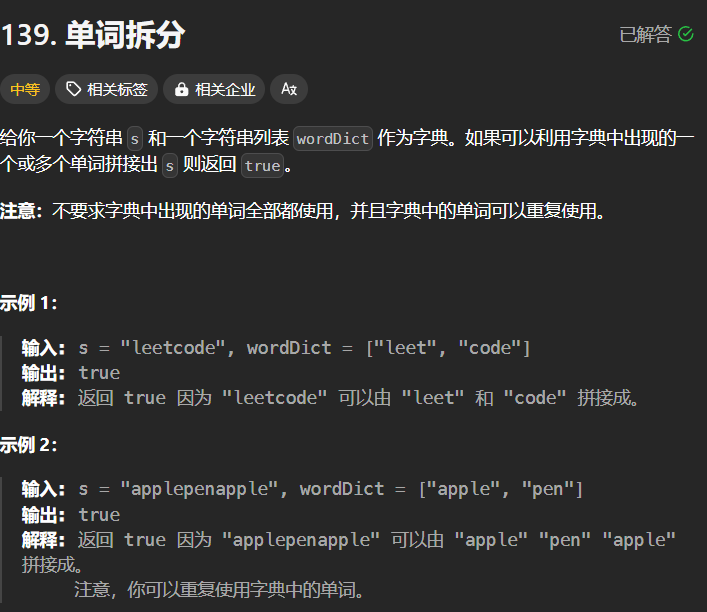 139. 单词拆分
已解答
中等
相关标签
相关企业
给你一个字符串 s 和一个字符串列表 wordDict 作为字典。如果可以利用字典中出现的一
个或多个单词拼接出 s 则返回 true。
注意：不要求字典中出现的单词全部都使用，并且字典中的单词可以重复使用。
示例 1：
输入: s = "leetcode", wordDict = ["leet", "code"]
输出: true
解释: 返回 true 因为 "leetcode" 可以由 "leet" 和 "code" 拼接成。
示例 2：
输入: s = "applepenapple", wordDict = ["apple", "pen"]
输出: true
解释: 返回 true 因为 "applepenapple" 可以由 "apple" "pen" "apple"
拼接成。
注意，你可以重复使用字典中的单词。